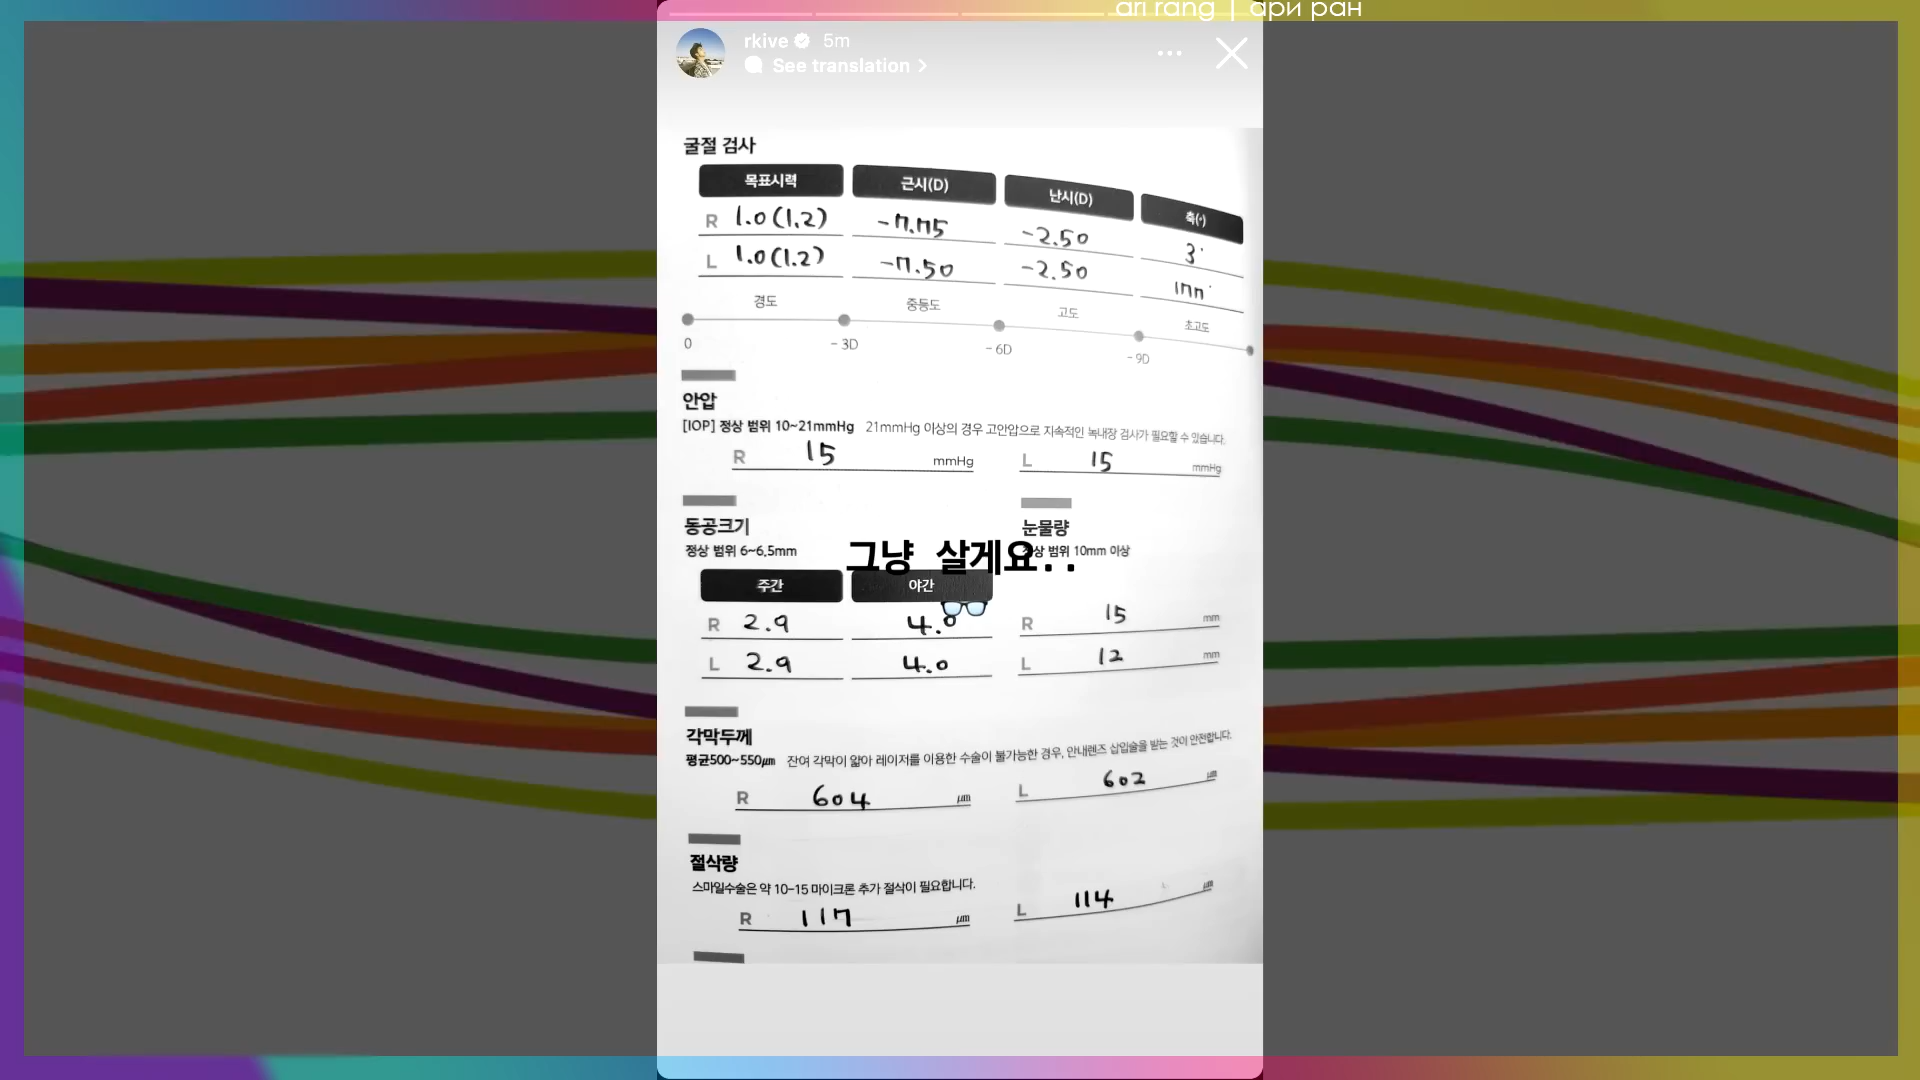 ari rang | ари ран
rkive 5m
See translation
굴절 검사
목표시력 근시(D) 난시(D) 축(°)
R 1.0(1.2) -7.75 -2.50 3°
L 1.0(1.2) -7.50 -2.50 177°
경도 중등도 고도 초고도
0 -3D -6D -9D
안압
[IOP] 정상 범위 10~21mmHg 21mmHg 이상의 경우 고안압으로 지속적인 녹내장 검사가 필요할 수 있습니다.
R 15 mmHg L 15 mmHg
동공크기 눈물량
정상 범위 6~6.5mm 정상 범위 10mm 이상
그냥 살게요..
주간 야간
R 2.9 4.0 R 15 mm
L 2.9 4.0 L 12 mm
각막두께
평균500~550㎛ 잔여 각막이 얇아 레이저를 이용한 수술이 불가능한 경우, 안내렌즈 삽입술을 받는 것이 안전합니다.
R 604 ㎛ L 602 ㎛
절삭량
스마일수술은 약 10-15 마이크론 추가 절삭이 필요합니다.
R 117 ㎛ L 114 ㎛